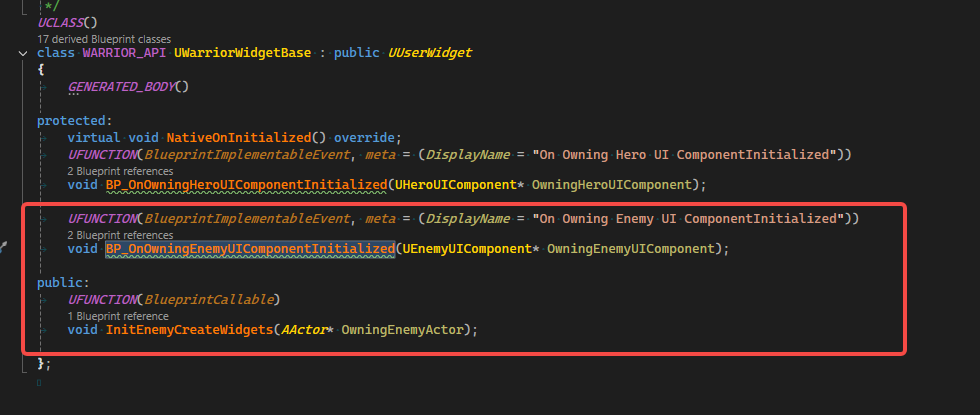 */
UCLASS()
17 derived Blueprint classes
class WARRIOR_API UWarriorWidgetBase : public UUserWidget
{
GENERATED_BODY()
protected:
virtual void NativeOnInitialized() override;
UFUNCTION(BlueprintImplementableEvent, meta = (DisplayName = "On Owning Hero UI ComponentInitialized"))
2 Blueprint references
void BP_OnOwningHeroUIComponentInitialized(UHeroUIComponent* OwningHeroUIComponent);
UFUNCTION(BlueprintImplementableEvent, meta = (DisplayName = "On Owning Enemy UI ComponentInitialized"))
2 Blueprint references
void BP_OnOwningEnemyUIComponentInitialized(UEnemyUIComponent* OwningEnemyUIComponent);
public:
UFUNCTION(BlueprintCallable)
1 Blueprint reference
void InitEnemyCreateWidgets(AActor* OwningEnemyActor);
};